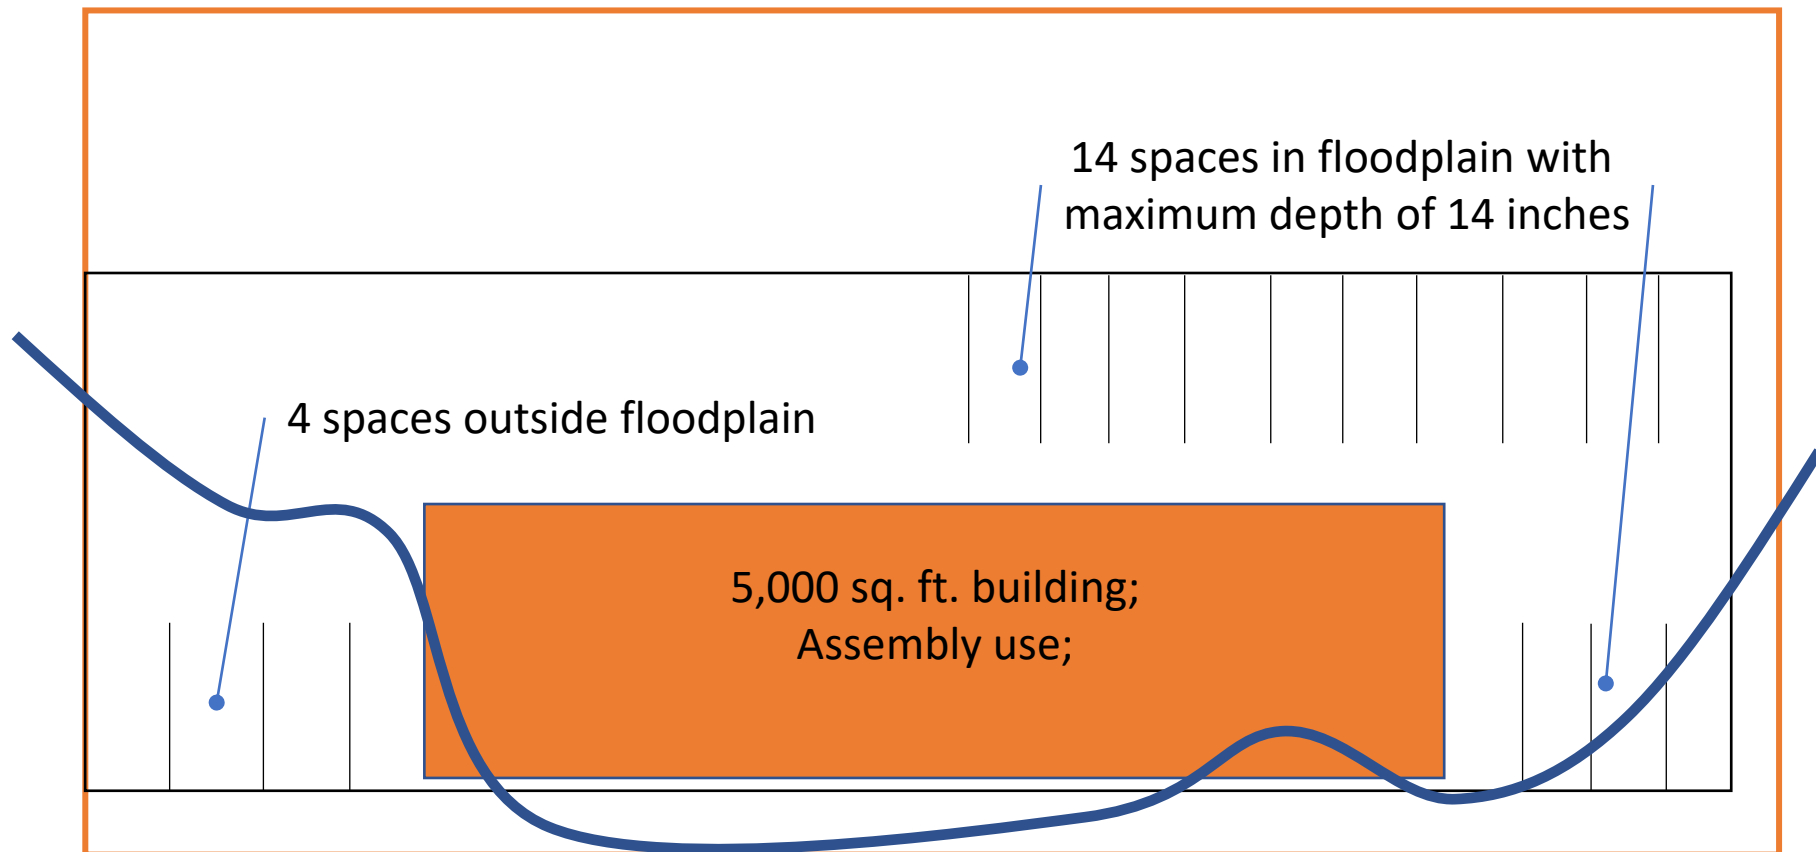 14 spaces in floodplain with
maximum depth of 14 inches
4 spaces outside floodplain
5,000 sq. ft. building;
Assembly use;